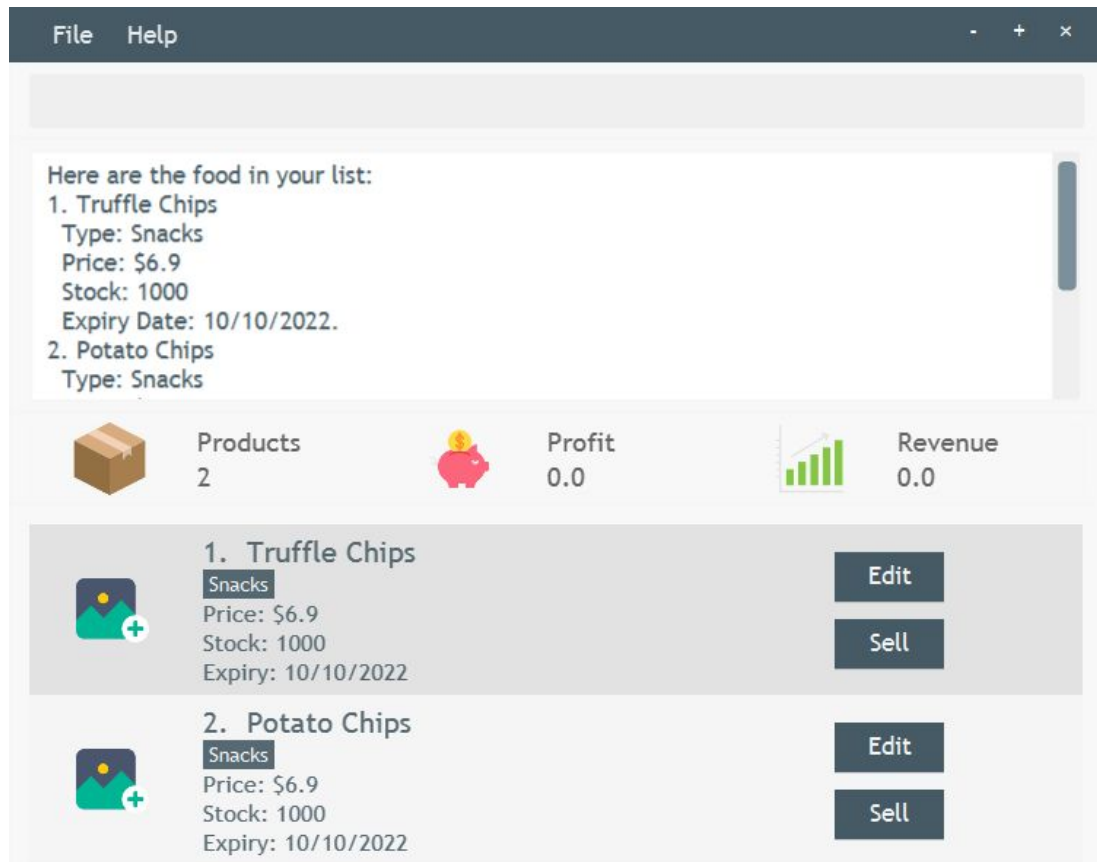 File Help - + ×
Here are the food in your list:
1. Truffle Chips
Type: Snacks
Price: $6.9
Stock: 1000
Expiry Date: 10/10/2022.
2. Potato Chips
Type: Snacks
Products
2
Profit
0.0
Revenue
0.0
1. Truffle Chips
Snacks
Price: $6.9
Stock: 1000
Expiry: 10/10/2022
Edit
Sell
2. Potato Chips
Snacks
Price: $6.9
Stock: 1000
Expiry: 10/10/2022
Edit
Sell